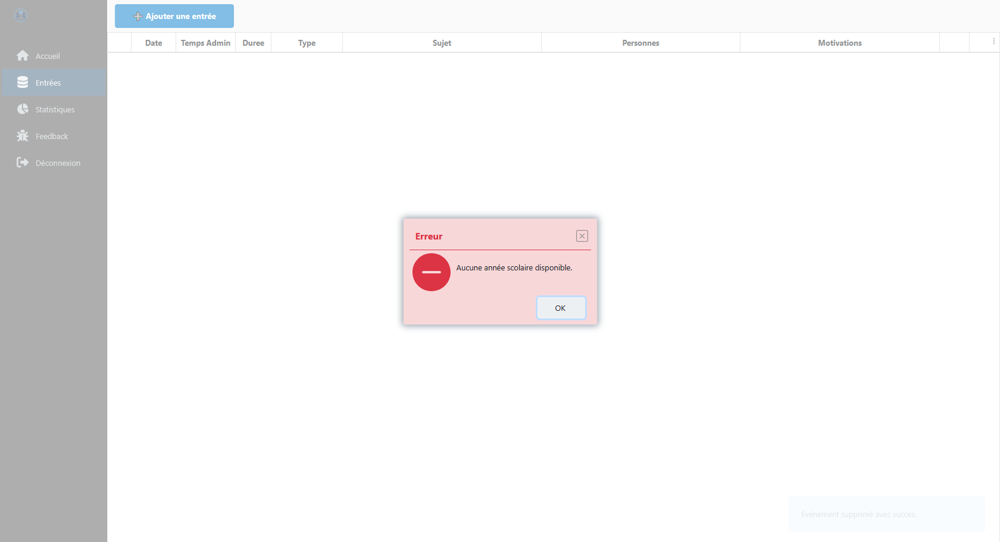 Ajouter une entrée
Date Temps Admin Duree Type Sujet Personnes Motivations
Accueil
Entrées
Statistiques
Feedback
Déconnexion
Erreur
Aucune année scolaire disponible.
OK
Événement supprimé avec succès.